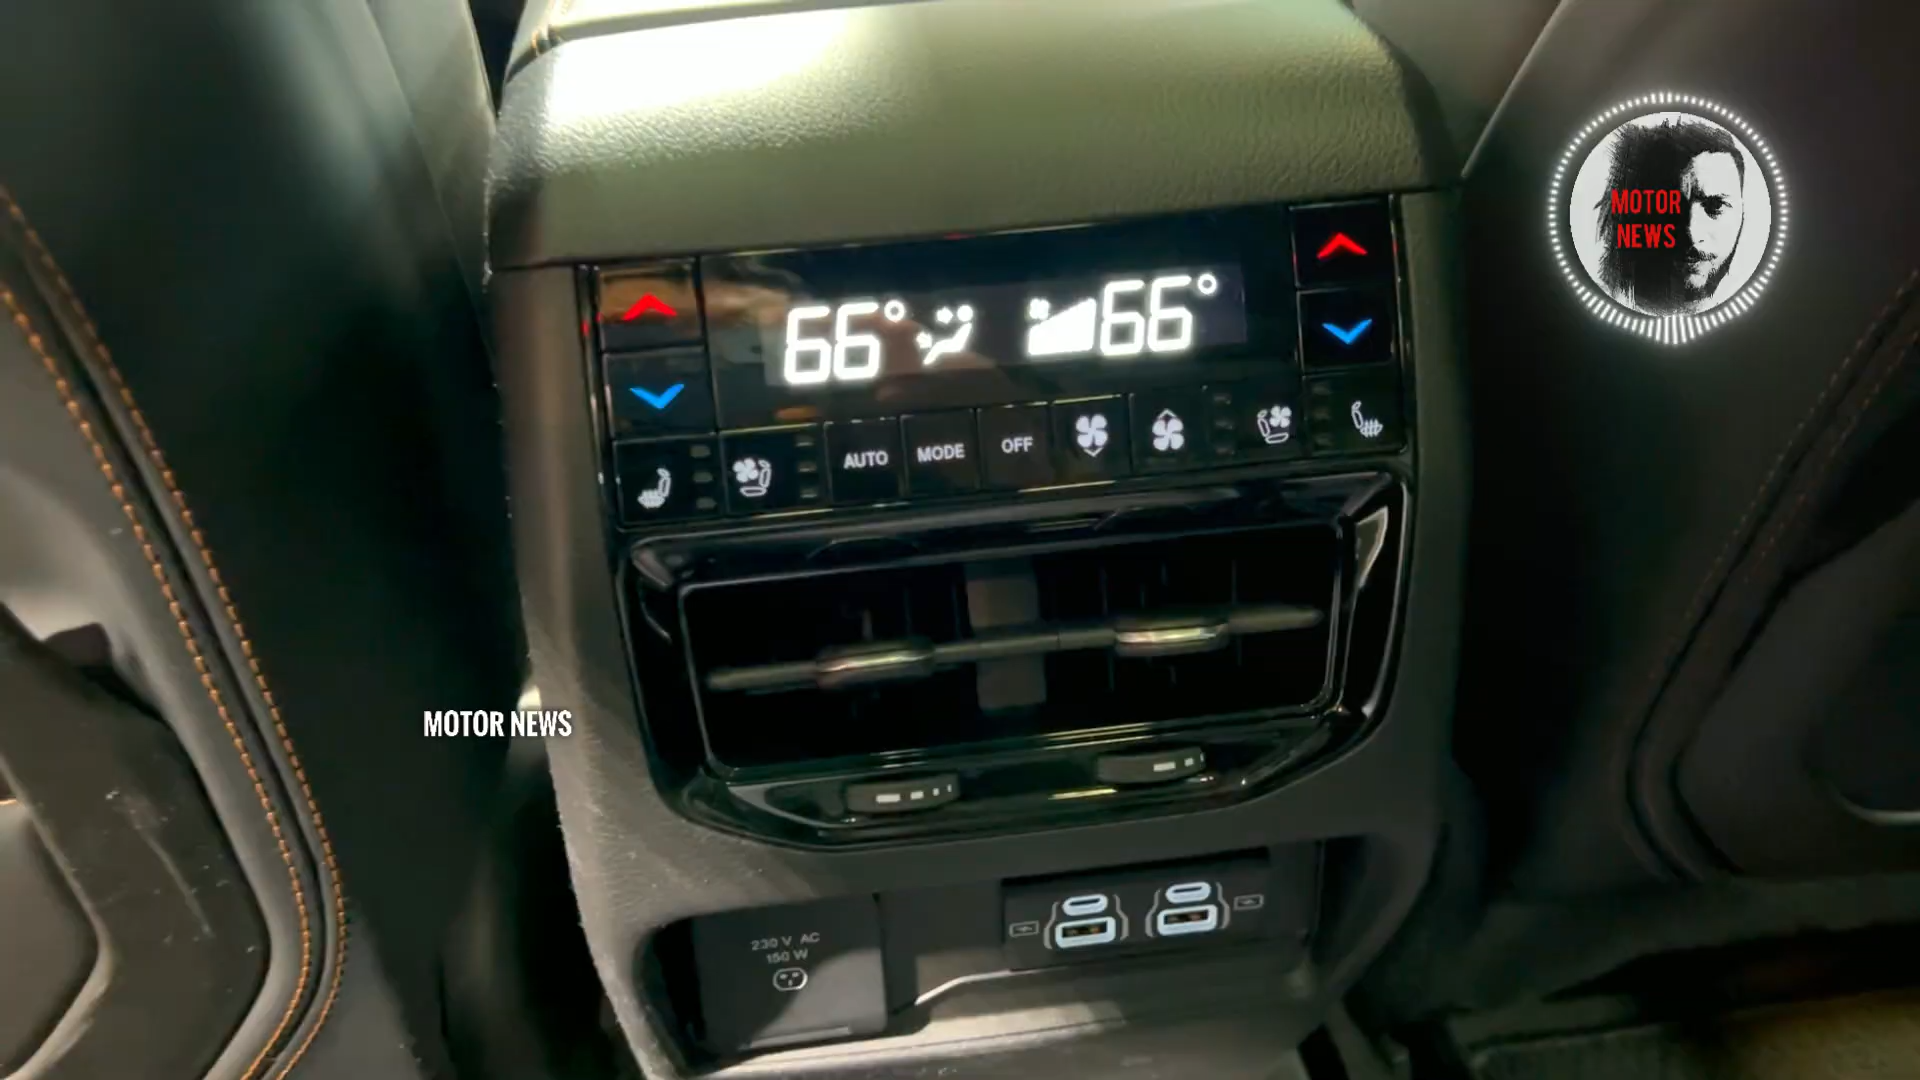 MOTOR
NEWS
66° 66°
AUTO MODE OFF
MOTOR NEWS
230 V AC
150 W